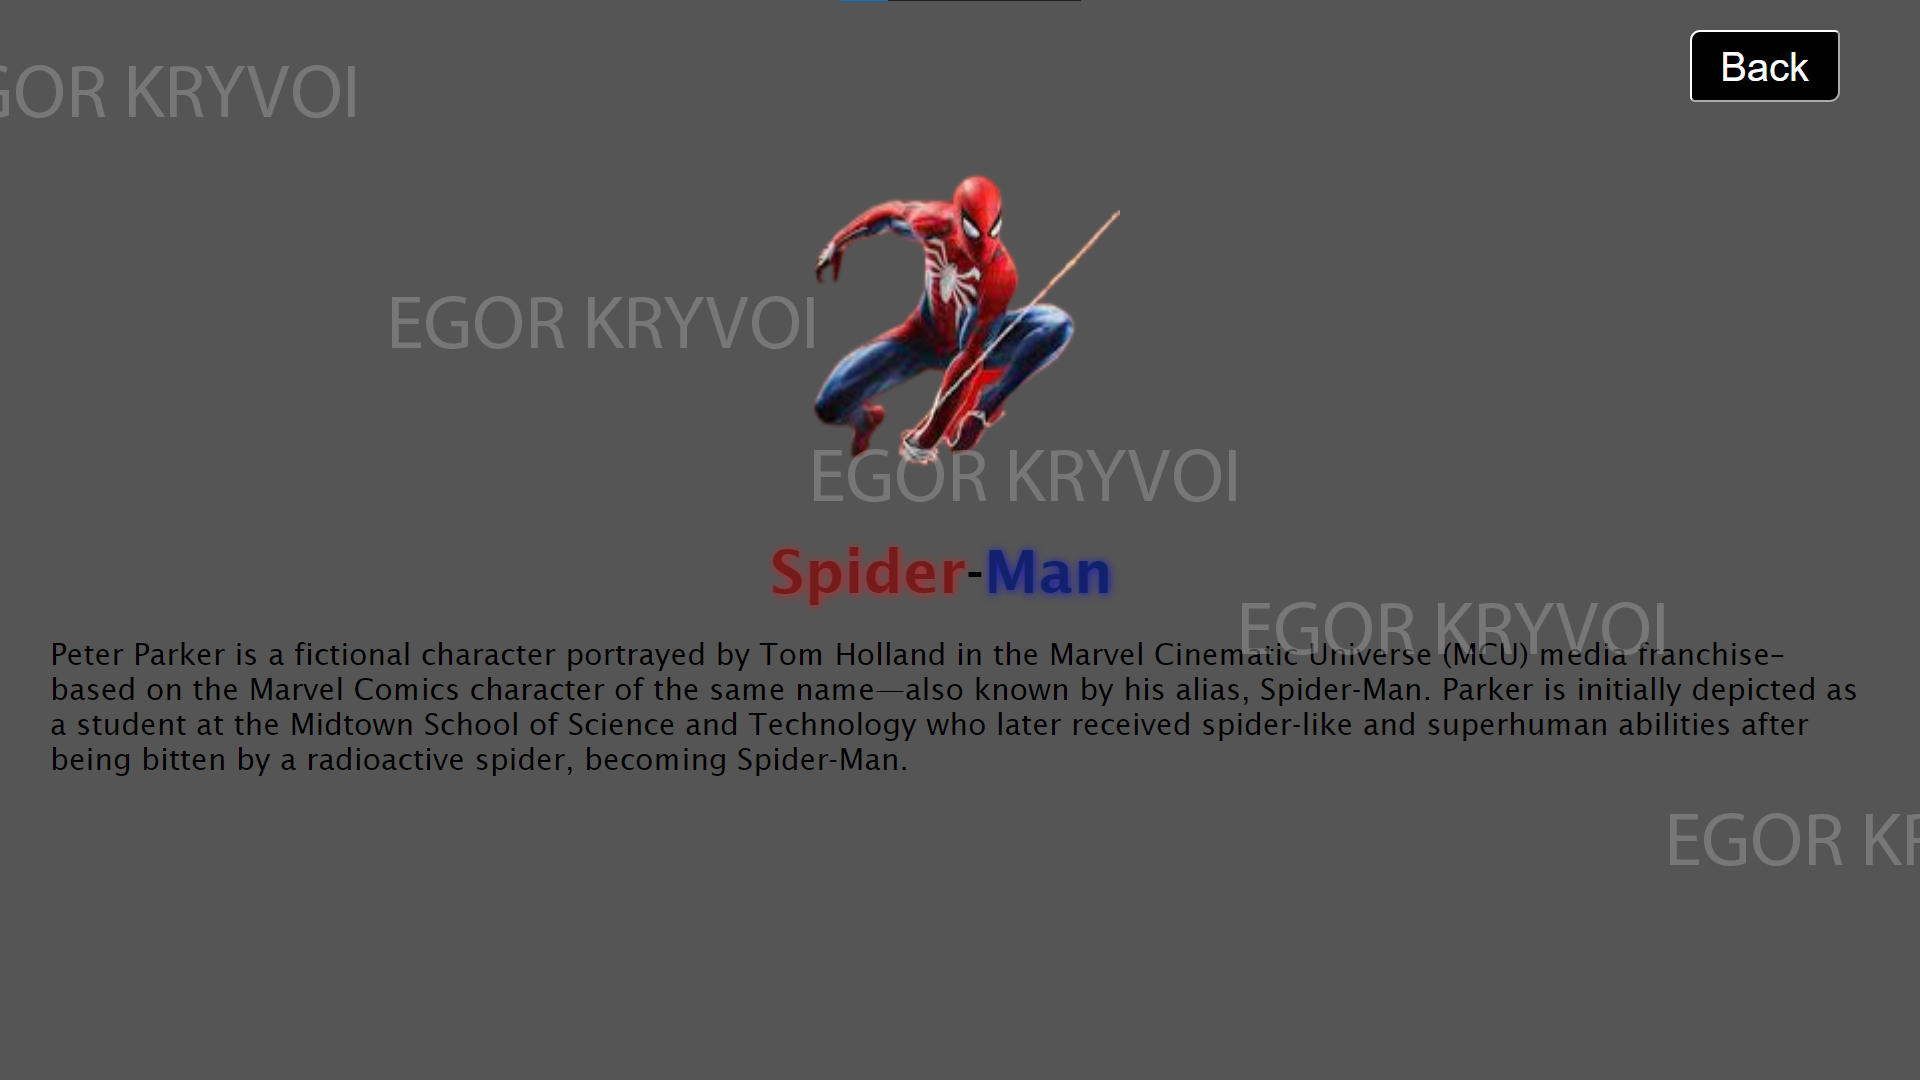 Back
EGOR KRYVOI
EGOR KRYVOI
EGOR KRYVOI
Spider-Man
EGOR KRYVOI
Peter Parker is a fictional character portrayed by Tom Holland in the Marvel Cinematic Universe (MCU) media franchise–
based on the Marvel Comics character of the same name—also known by his alias, Spider-Man. Parker is initially depicted as
a student at the Midtown School of Science and Technology who later received spider-like and superhuman abilities after
being bitten by a radioactive spider, becoming Spider-Man.
EGOR KR